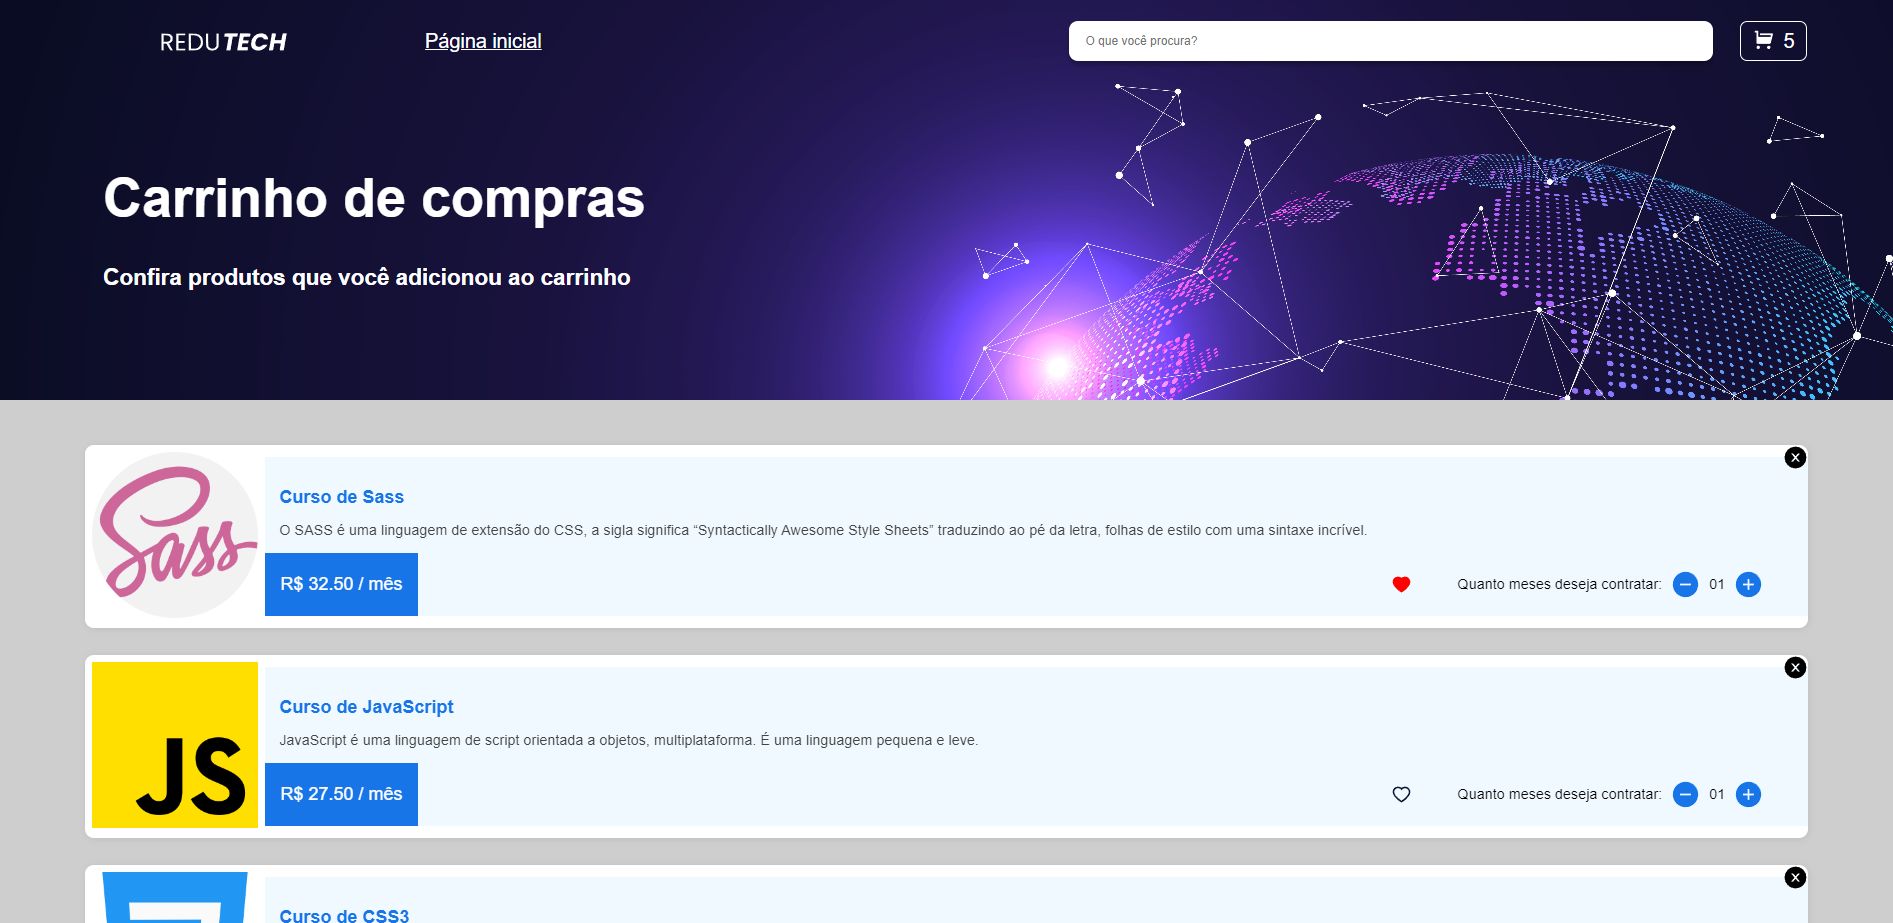 REDUTECH
Página inicial
O que você procura?
5
Carrinho de compras
Confira produtos que você adicionou ao carrinho
Sass
Curso de Sass
O SASS é uma linguagem de extensão do CSS, a sigla significa “Syntactically Awesome Style Sheets” traduzindo ao pé da letra, folhas de estilo com uma sintaxe incrível.
R$ 32.50 / mês
Quanto meses deseja contratar:
01
JS
Curso de JavaScript
JavaScript é uma linguagem de script orientada a objetos, multiplataforma. É uma linguagem pequena e leve.
R$ 27.50 / mês
Quanto meses deseja contratar:
01
Curso de CSS3